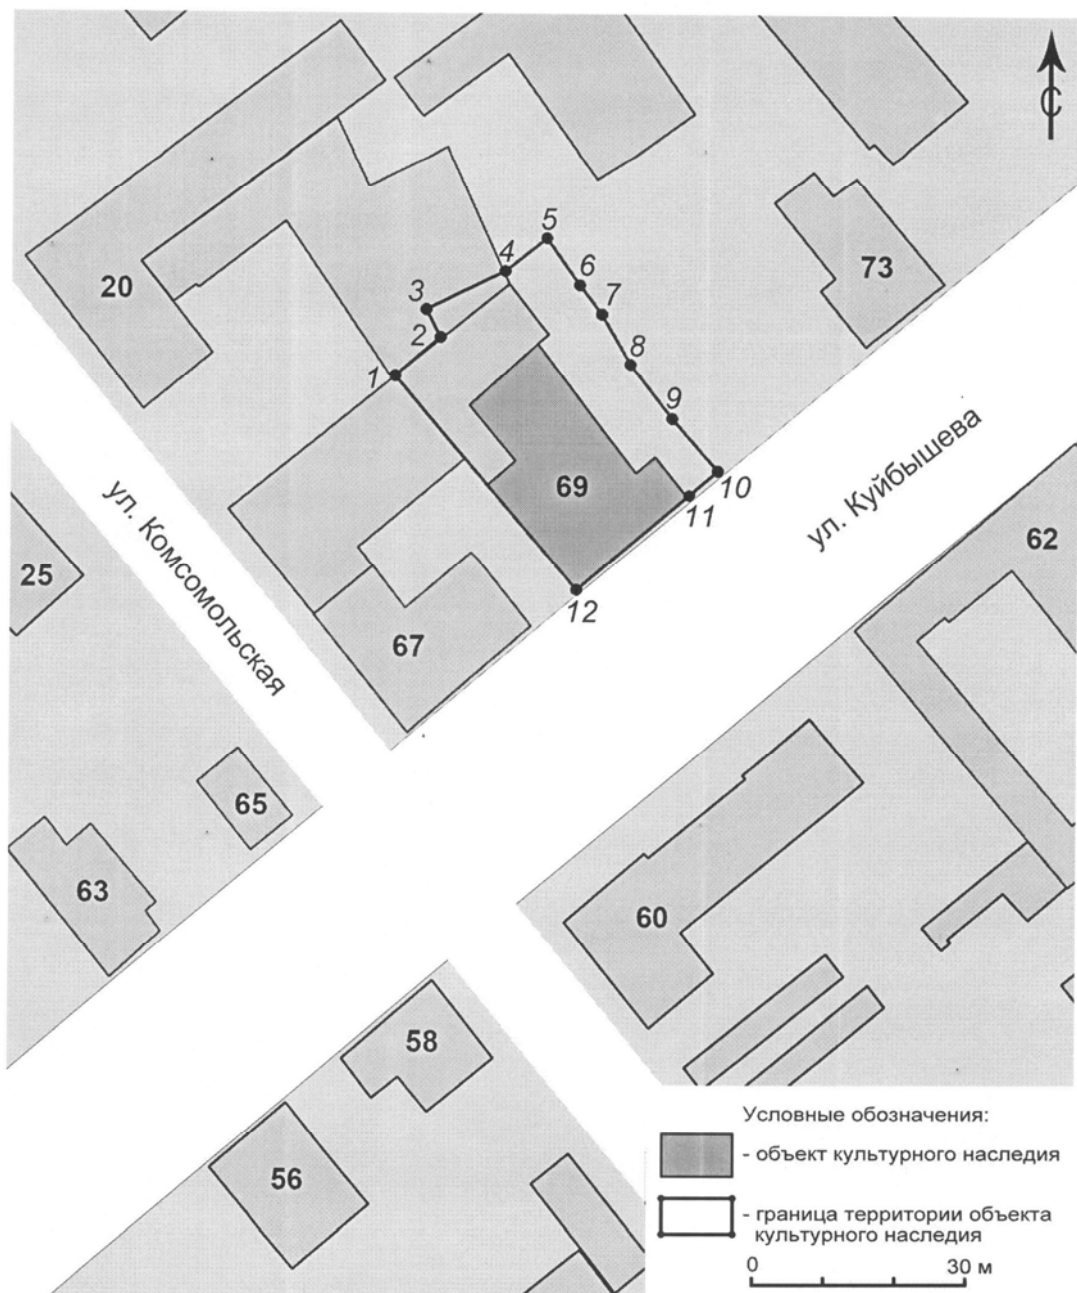 С
5
4
6
3
7
20
73
2
8
1
9
ул. Куйбышева
10
69
11
62
ул. Комсомольская
25
12
67
65
63
60
58
56
Условные обозначения:
- объект культурного наследия
- граница территории объекта
культурного наследия
0 30 м